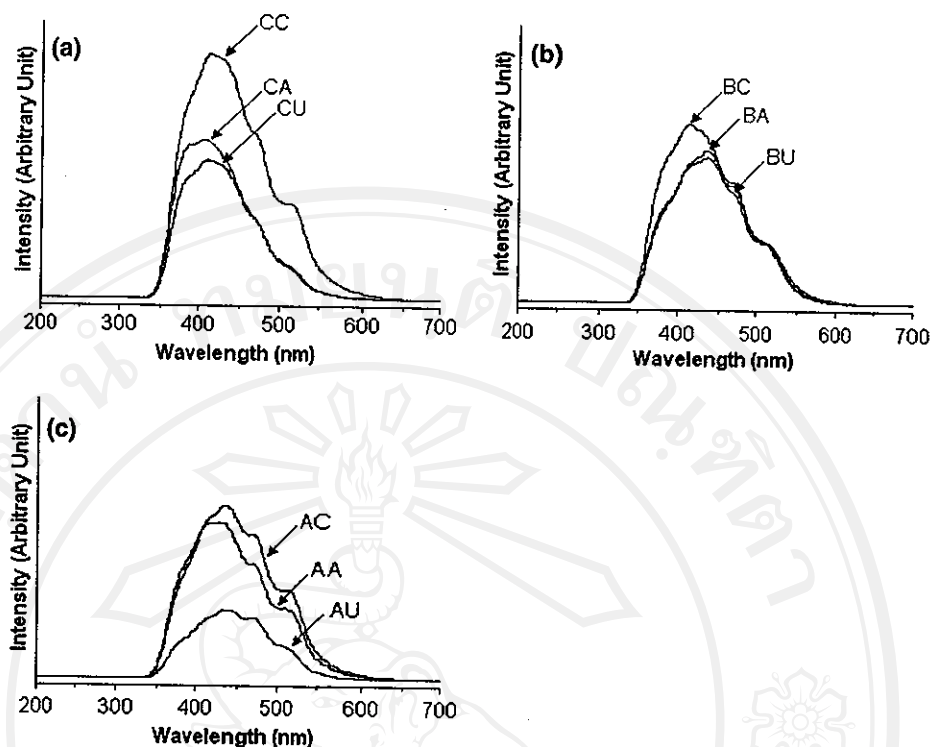 (a)
CC
CA
CU
Intensity (Arbitrary Unit)
200 300 400 500 600 700
Wavelength (nm)
(b)
BC
BA
BU
Intensity (Arbitrary Unit)
200 300 400 500 600 700
Wavelength (nm)
(c)
AC
AA
AU
Intensity (Arbitrary Unit)
200 300 400 500 600 700
Wavelength (nm)